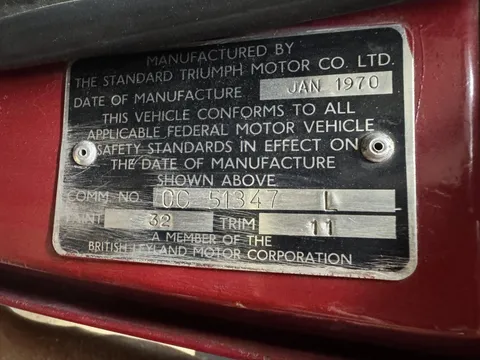 MANUFACTURED BY
THE STANDARD TRIUMPH MOTOR CO. LTD.
DATE OF MANUFACTURE JAN 1970
THIS VEHICLE CONFORMS TO ALL
APPLICABLE FEDERAL MOTOR VEHICLE
SAFETY STANDARDS IN EFFECT ON
THE DATE OF MANUFACTURE
SHOWN ABOVE
COMM. NO. CC 51347 L
PAINT 32 TRIM 11
A MEMBER OF THE
BRITISH LEYLAND MOTOR CORPORATION